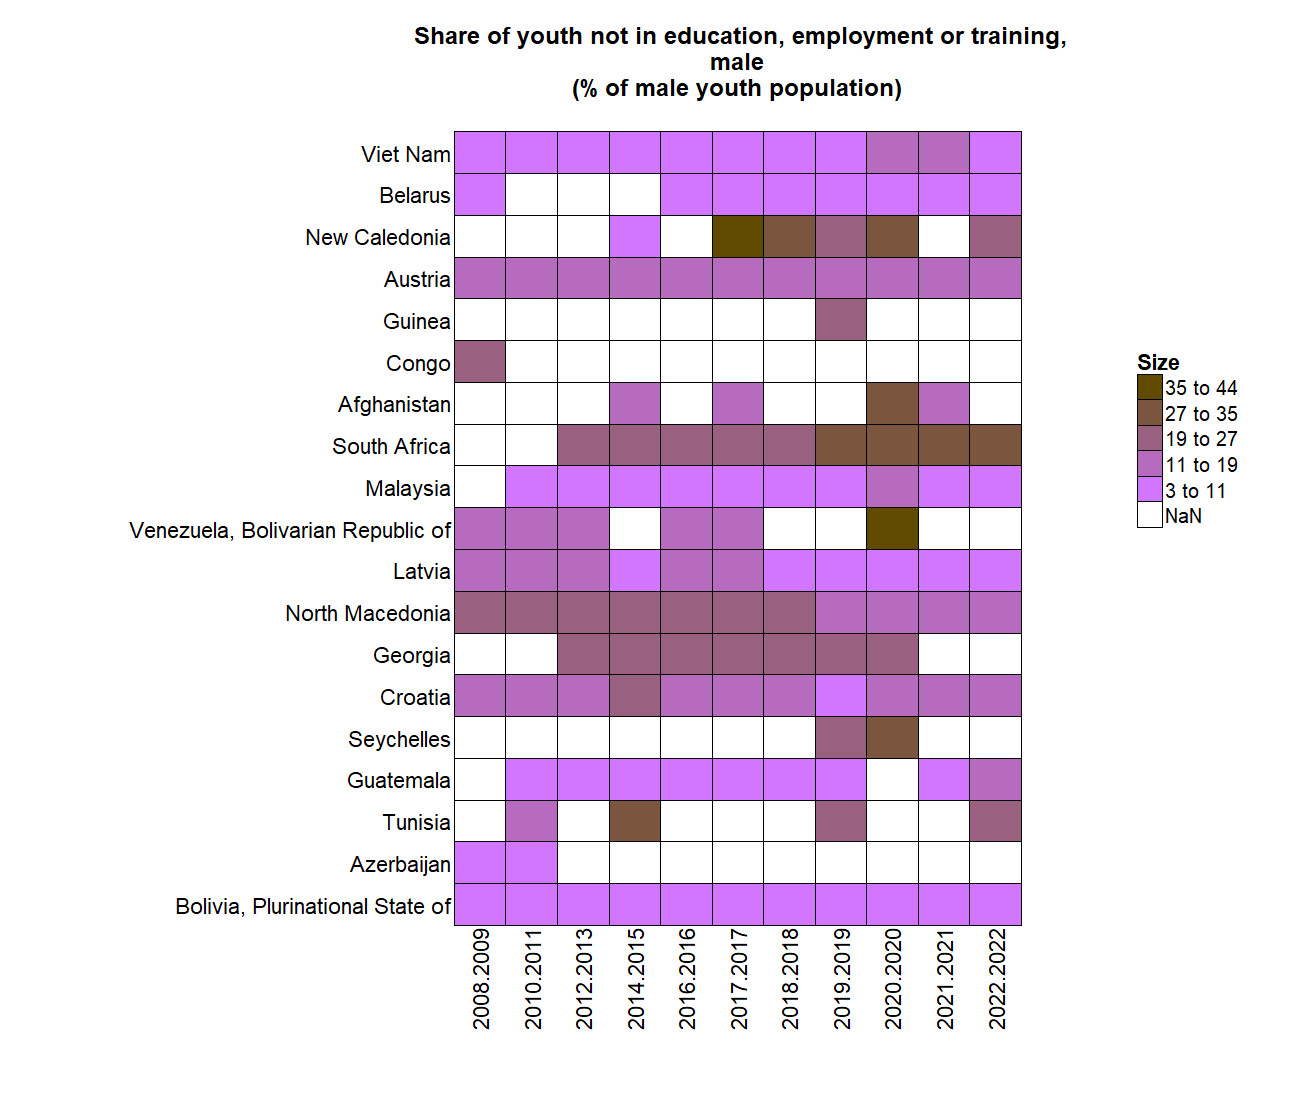 Share of youth not in education, employment or training,
male
(% of male youth population)
Viet Nam
Belarus
New Caledonia
Austria
Guinea
Congo
Afghanistan
South Africa
Malaysia
Venezuela, Bolivarian Republic of
Latvia
North Macedonia
Georgia
Croatia
Seychelles
Guatemala
Tunisia
Azerbaijan
Bolivia, Plurinational State of
2008.2009
2010.2011
2012.2013
2014.2015
2016.2016
2017.2017
2018.2018
2019.2019
2020.2020
2021.2021
2022.2022
Size
35 to 44
27 to 35
19 to 27
11 to 19
3 to 11
NaN